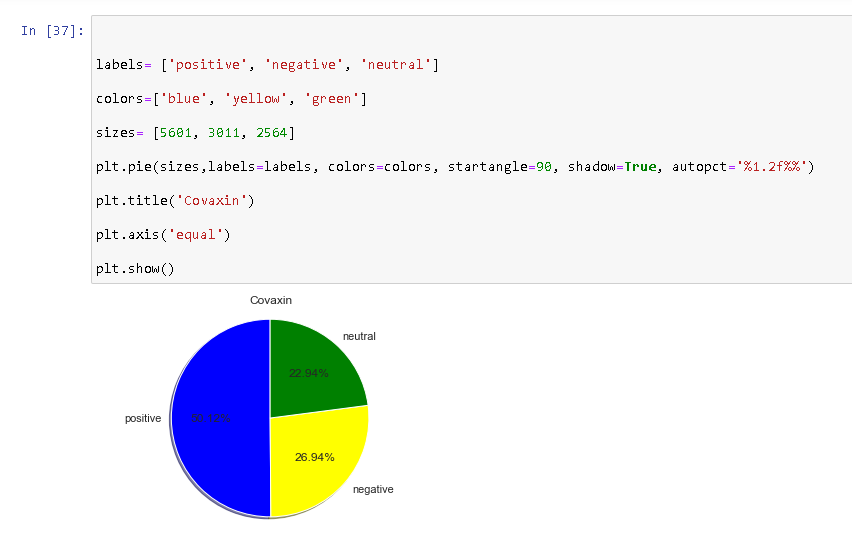 In [37]:
labels= ['positive', 'negative', 'neutral']
colors=['blue', 'yellow', 'green']
sizes= [5601, 3011, 2564]
plt.pie(sizes,labels=labels, colors=colors, startangle=90, shadow=True, autopct='%1.2f%%')
plt.title('Covaxin')
plt.axis('equal')
plt.show()
Covaxin
neutral
22.94%
positive
50.12%
26.94%
negative